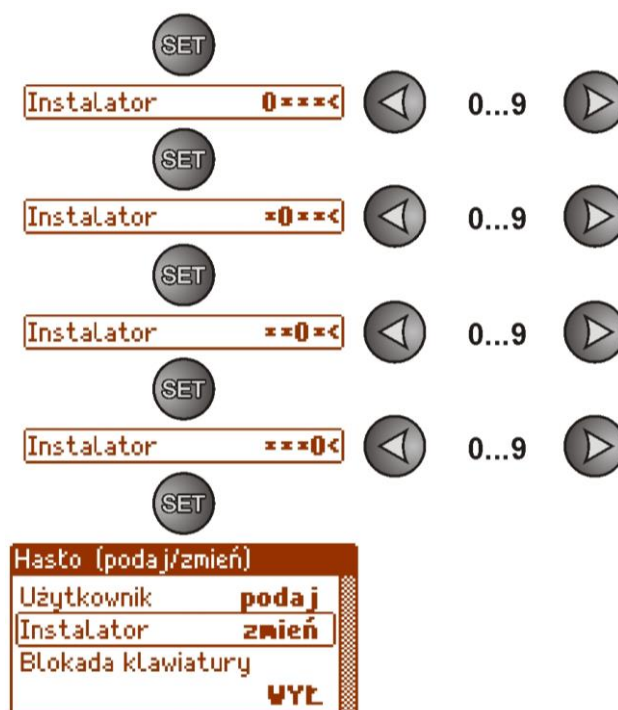 SET
Instalator 0***< 0...9
SET
Instalator *0**< 0...9
SET
Instalator **0*< 0...9
SET
Instalator ***0< 0...9
SET
Hasło (podaj/zmień)
Użytkownik podaj
Instalator zmień
Blokada klawiatury
WYŁ